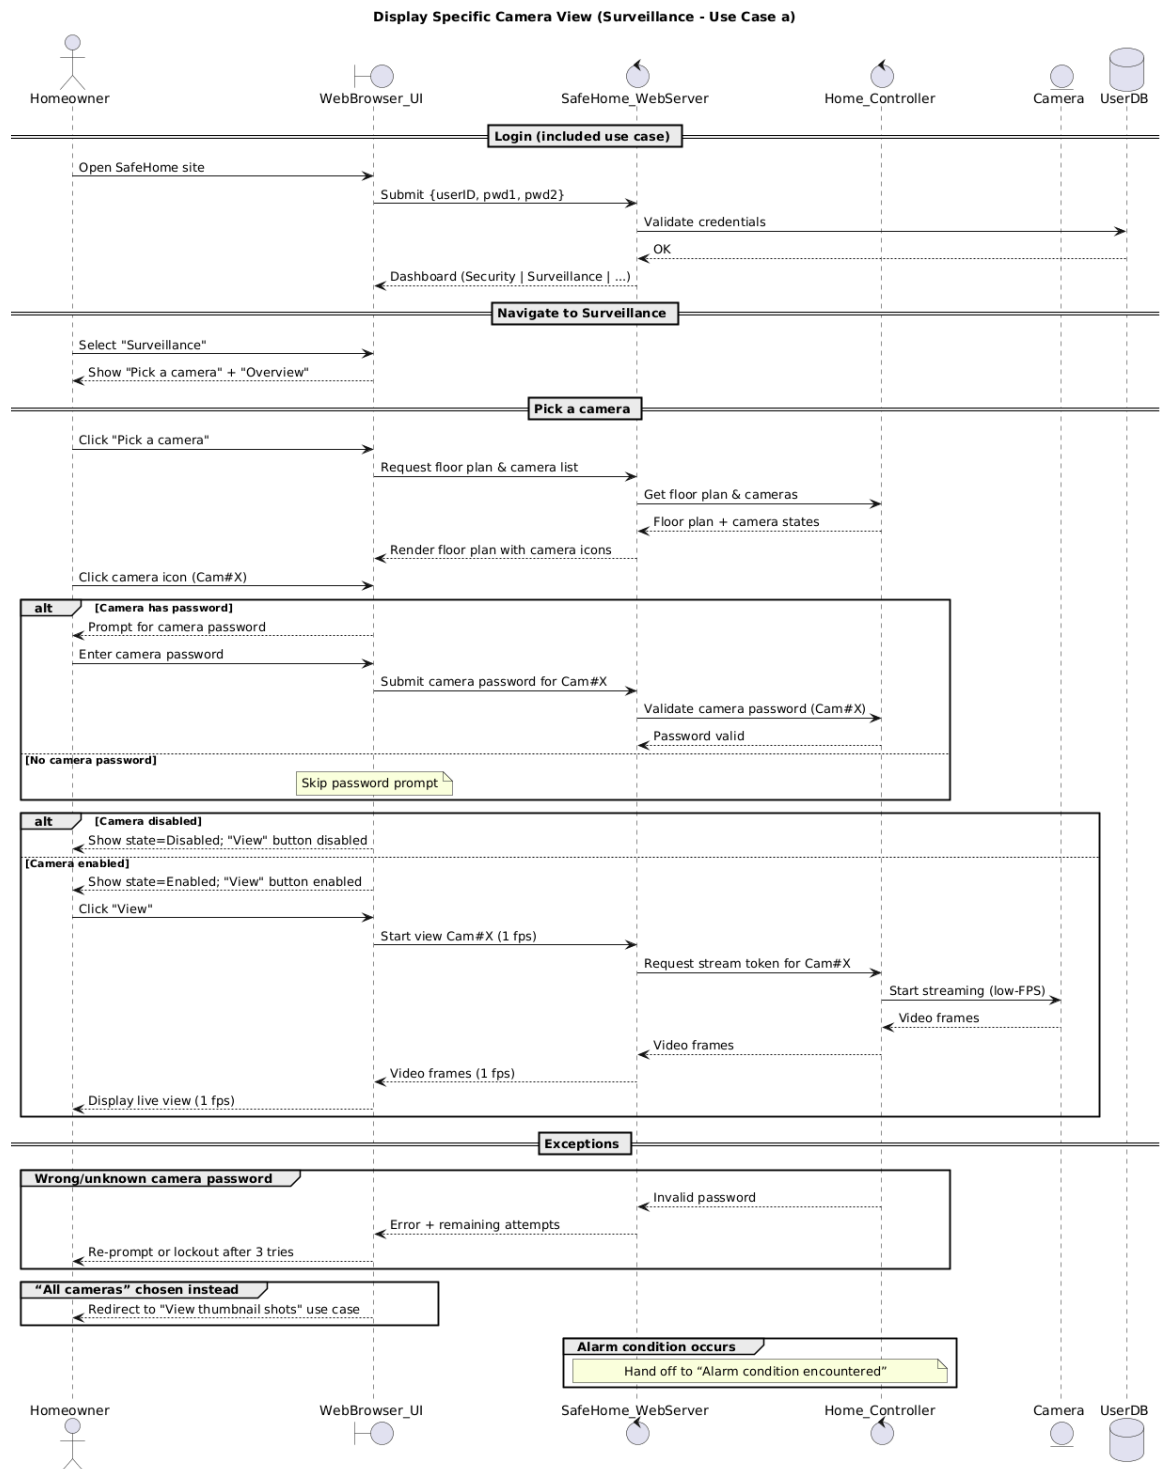 Display Specific Camera View (Surveillance - Use Case a)
Homeowner
WebBrowser_UI
SafeHome_WebServer
Home_Controller
Camera
UserDB
Login (included use case)
Open SafeHome site
Submit {userID, pwd1, pwd2}
Validate credentials
OK
Dashboard (Security | Surveillance | ...)
Navigate to Surveillance
Select "Surveillance"
Show "Pick a camera" + "Overview"
Pick a camera
Click "Pick a camera"
Request floor plan & camera list
Get floor plan & cameras
Floor plan + camera states
Render floor plan with camera icons
Click camera icon (Cam#X)
alt [Camera has password]
Prompt for camera password
Enter camera password
Submit camera password for Cam#X
Validate camera password (Cam#X)
Password valid
[No camera password]
Skip password prompt
alt [Camera disabled]
Show state=Disabled; "View" button disabled
[Camera enabled]
Show state=Enabled; "View" button enabled
Click "View"
Start view Cam#X (1 fps)
Request stream token for Cam#X
Start streaming (low-FPS)
Video frames
Video frames
Video frames (1 fps)
Display live view (1 fps)
Exceptions
Wrong/unknown camera password
Invalid password
Error + remaining attempts
Re-prompt or lockout after 3 tries
“All cameras” chosen instead
Redirect to "View thumbnail shots" use case
Alarm condition occurs
Hand off to “Alarm condition encountered”
Homeowner
WebBrowser_UI
SafeHome_WebServer
Home_Controller
Camera
UserDB